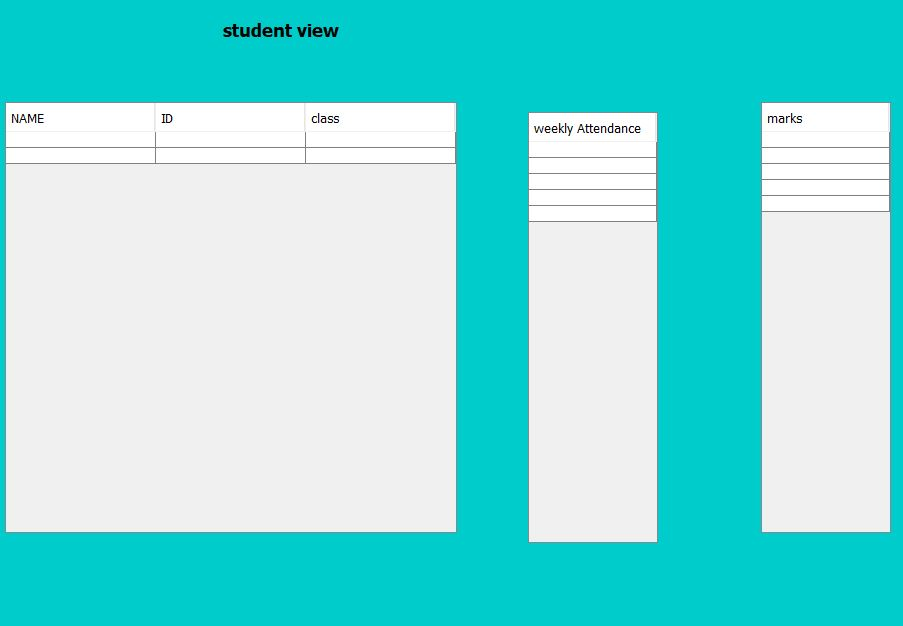 student view
NAME ID class
weekly Attendance
marks